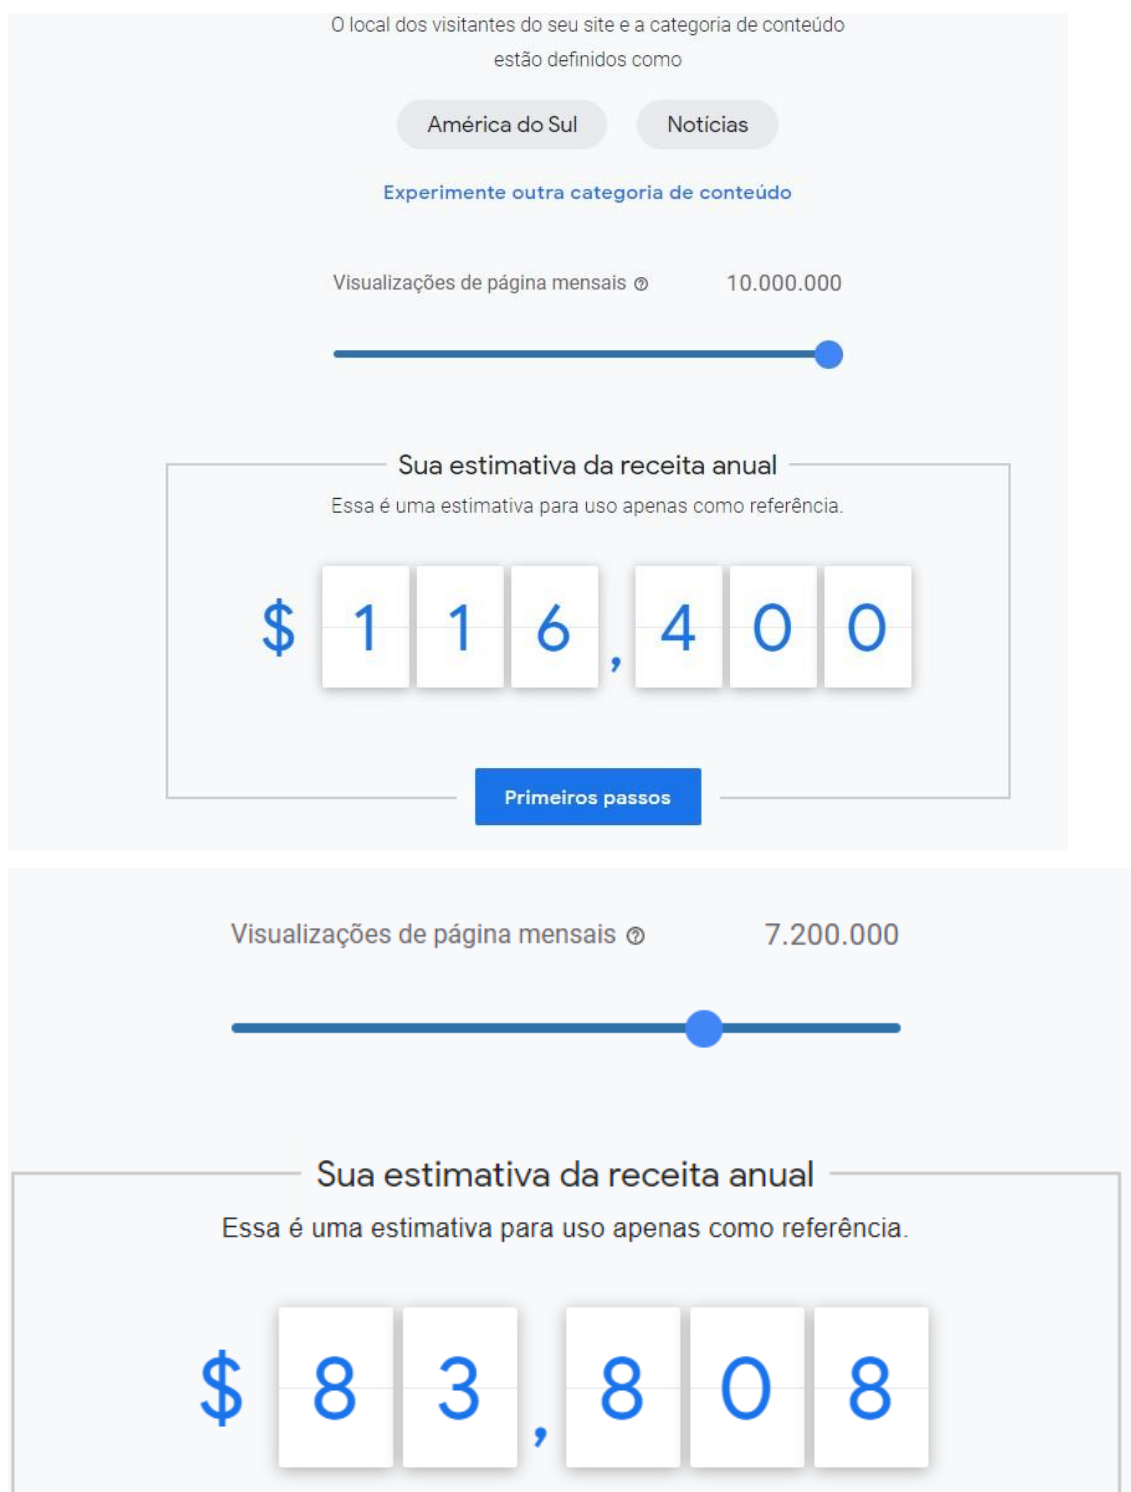 O local dos visitantes do seu site e a categoria de conteúdo
estão definidos como
América do Sul Notícias
Experimente outra categoria de conteúdo
Visualizações de página mensais 10.000.000
Sua estimativa da receita anual
Essa é uma estimativa para uso apenas como referência.
$ 116,400
Primeiros passos
Visualizações de página mensais 7.200.000
Sua estimativa da receita anual
Essa é uma estimativa para uso apenas como referência.
$ 83,808